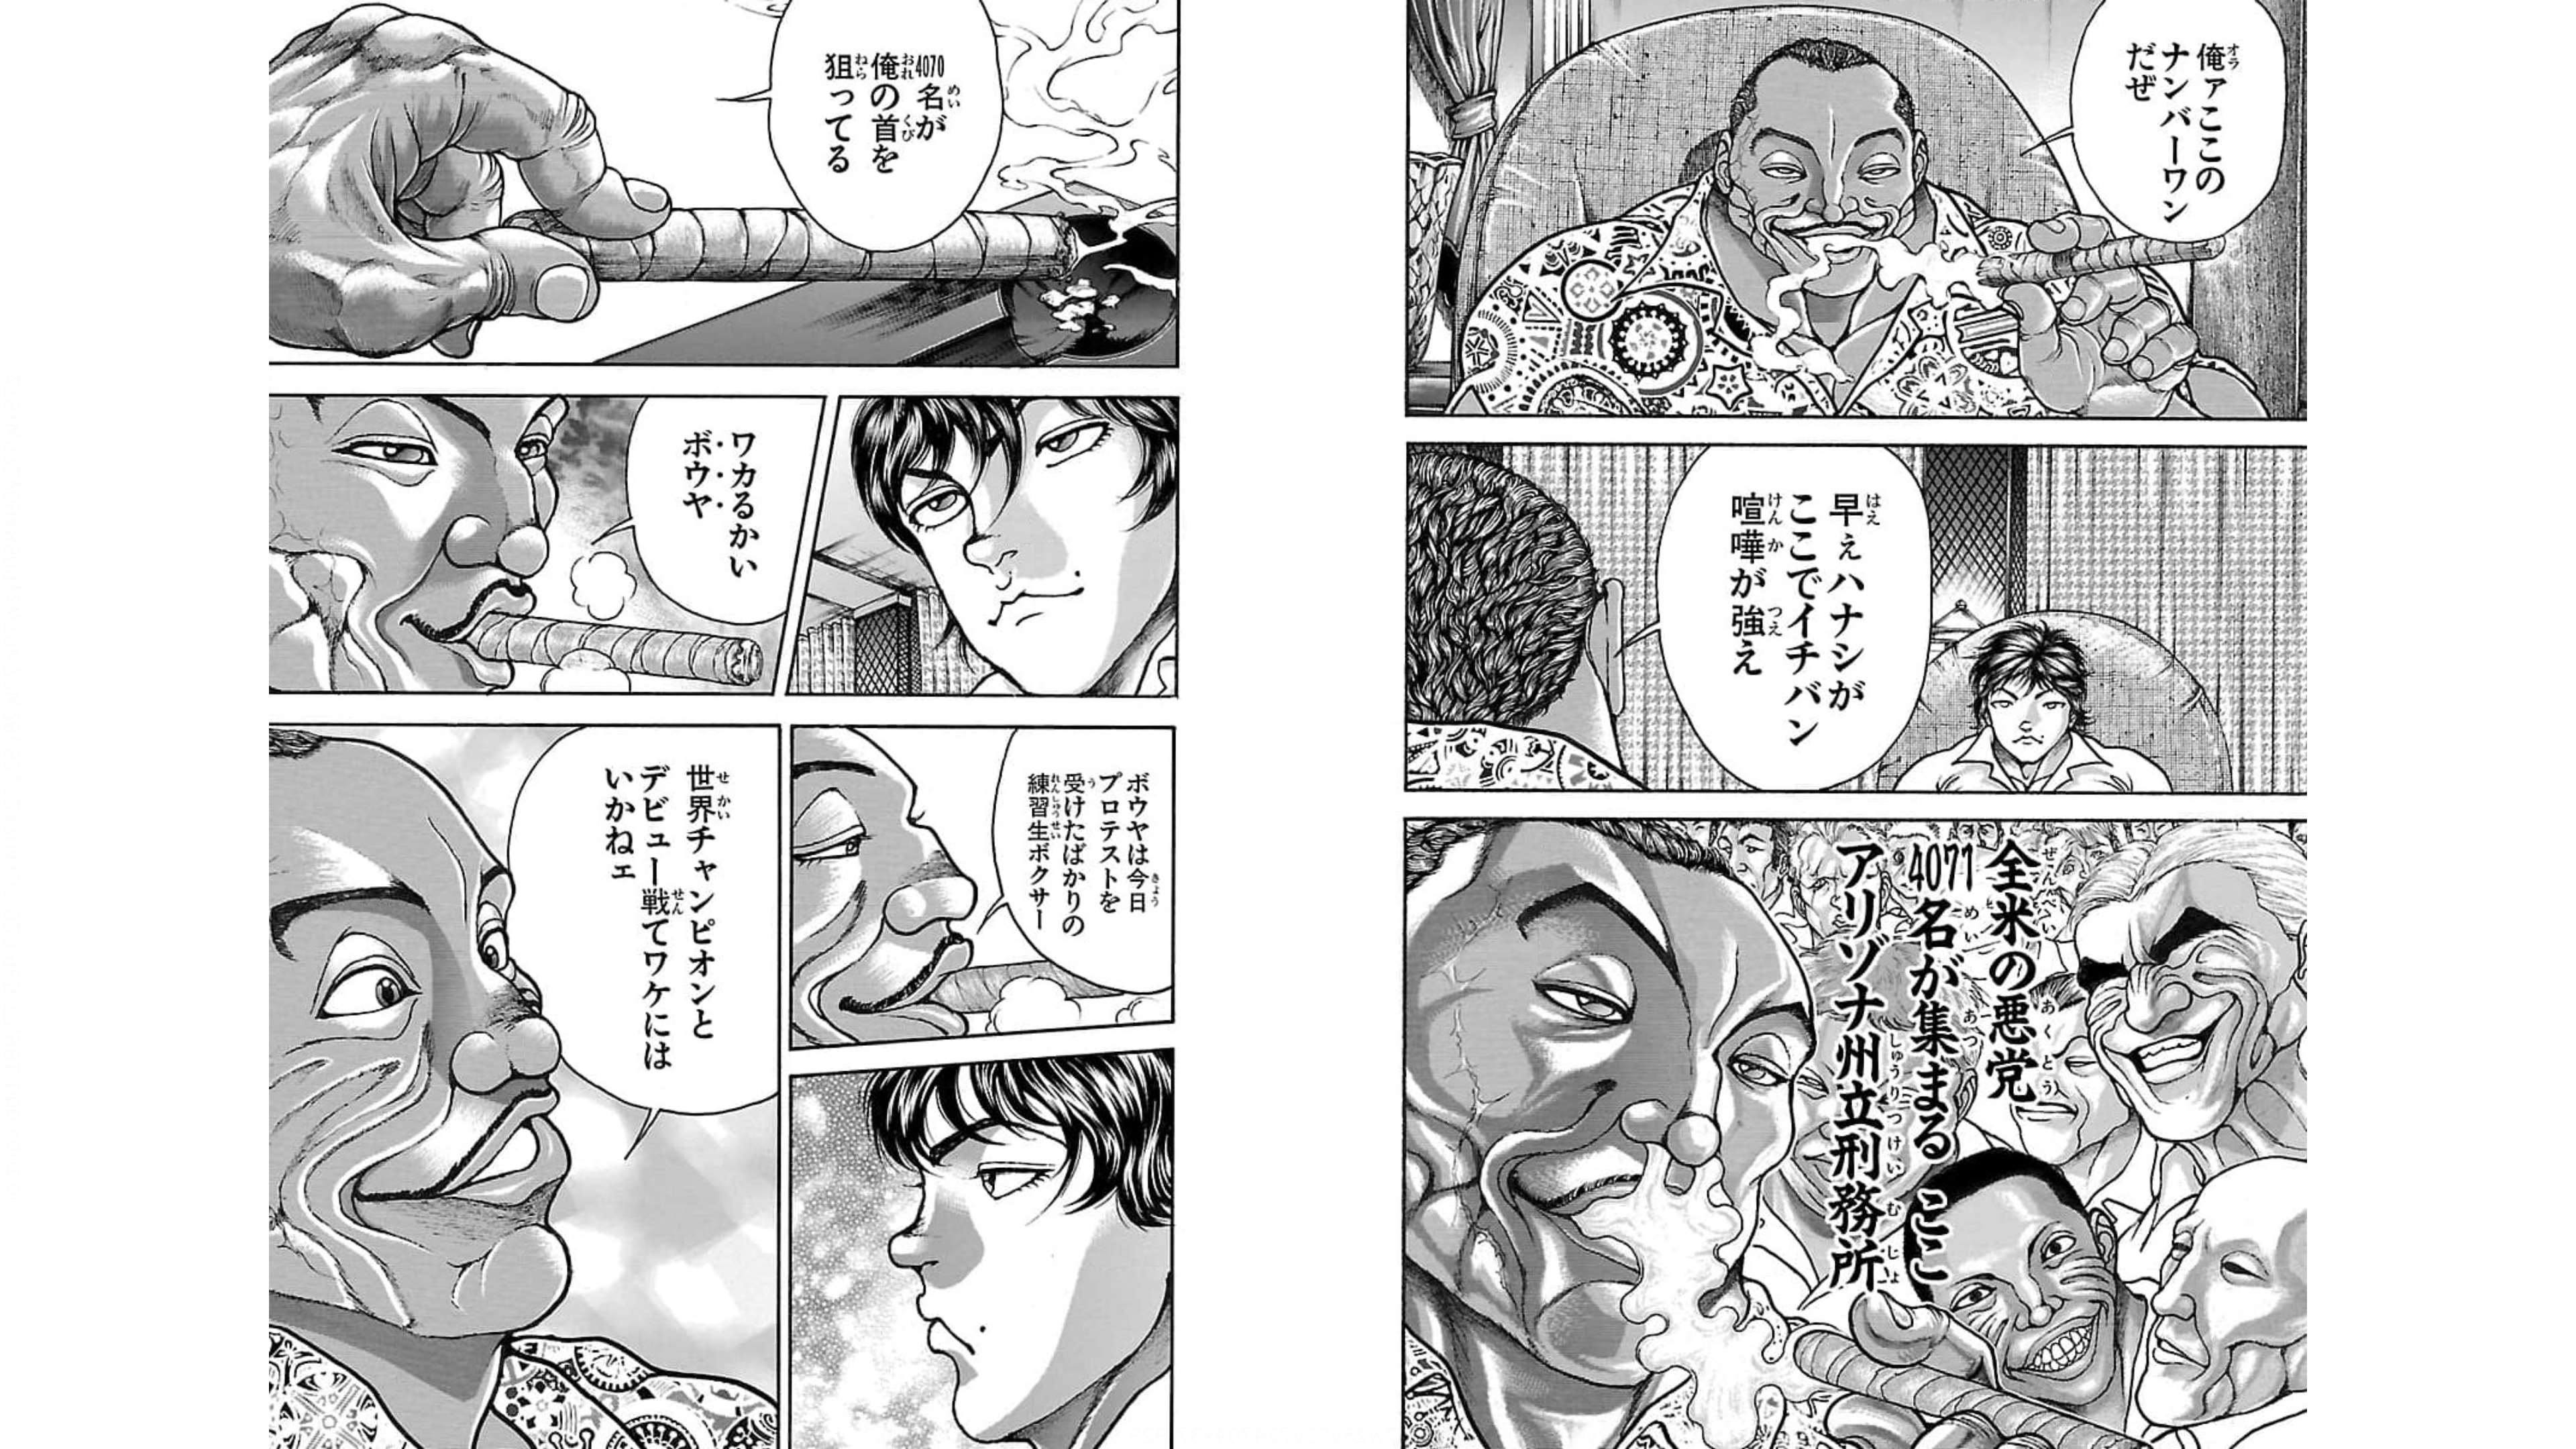 俺ァここの
ナンバーワン
だぜ
早ぇハナシが
ここでイチバン
喧嘩が強え
全米の悪党
4071名が集まる ここ
アリゾナ州立刑務所
4070名が
俺の首を
狙ってる
ワカるかい
ボウヤ
ボウヤは今日
プロテストを
受けたばかりの
練習生ボクサー
世界チャンピオンと
デビュー戦てワケには
いかねェ